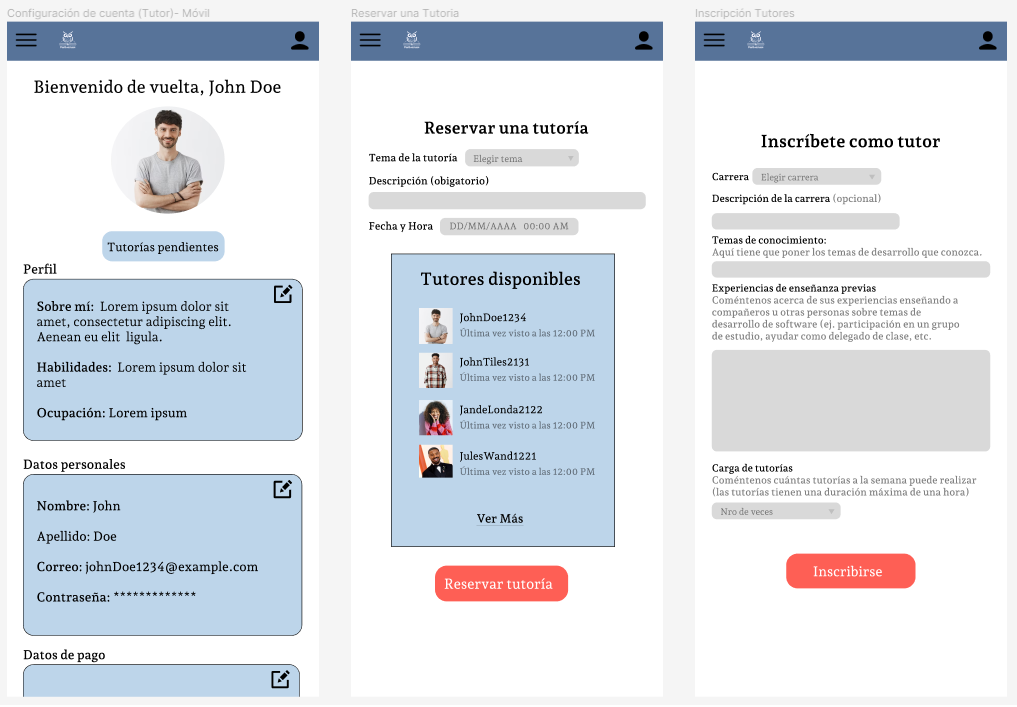 Configuración de cuenta (Tutor)- Móvil
Bienvenido de vuelta, John Doe
Tutorías pendientes
Perfil
Sobre mí: Lorem ipsum dolor sit
amet, consectetur adipiscing elit.
Aenean eu elit ligula.
Habilidades: Lorem ipsum dolor sit
amet
Ocupación: Lorem ipsum
Datos personales
Nombre: John
Apellido: Doe
Correo: johnDoe1234@example.com
Contraseña: *************
Datos de pago
Reservar una Tutoria
Reservar una tutoría
Tema de la tutoría Elegir tema
Descripción (obigatorio)
Fecha y Hora DD/MM/AAAA 00:00 AM
Tutores disponibles
JohnDoe1234
Última vez visto a las 12:00 PM
JohnTiles2131
Última vez visto a las 12:00 PM
JandeLonda2122
Última vez visto a las 12:00 PM
JulesWand1221
Última vez visto a las 12:00 PM
Ver Más
Reservar tutoría
Inscripción Tutores
Inscríbete como tutor
Carrera Elegir carrera
Descripción de la carrera (opcional)
Temas de conocimiento:
Aquí tiene que poner los temas de desarrollo que conozca.
Experiencias de enseñanza previas
Coméntenos acerca de sus experiencias enseñando a
compañeros u otras personas sobre temas de
desarrollo de software (ej. participación en un grupo
de estudio, ayudar como delegado de clase, etc.
Carga de tutorías
Coméntenos cuántas tutorías a la semana puede realizar
(las tutorías tienen una duración máxima de una hora)
Nro de veces
Inscribirse